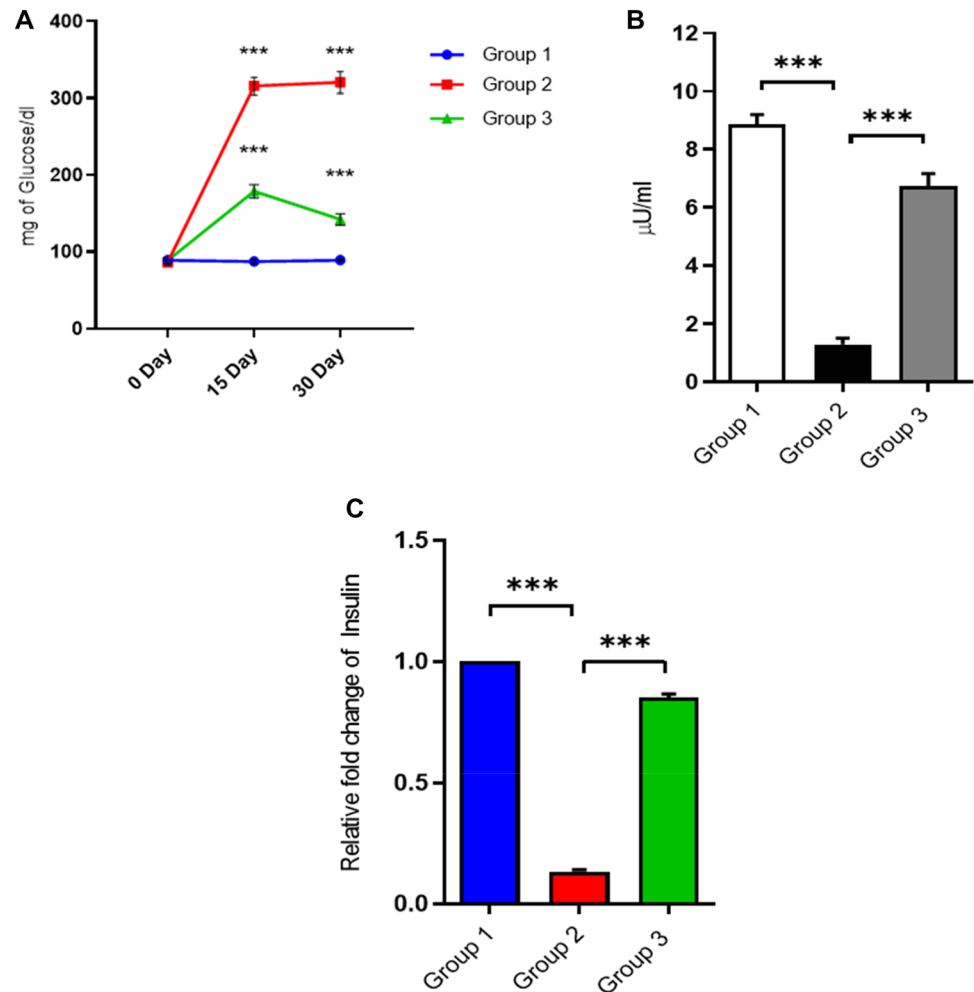 A
400
300
200
100
0
mg of Glucose/dl
***
***
***
***
0 Day
15 Day
30 Day
Group 1
Group 2
Group 3
B
12
10
8
6
4
2
0
μU/ml
***
***
Group 1
Group 2
Group 3
C
1.5
1.0
0.5
0.0
Relative fold change of Insulin
***
***
Group 1
Group 2
Group 3